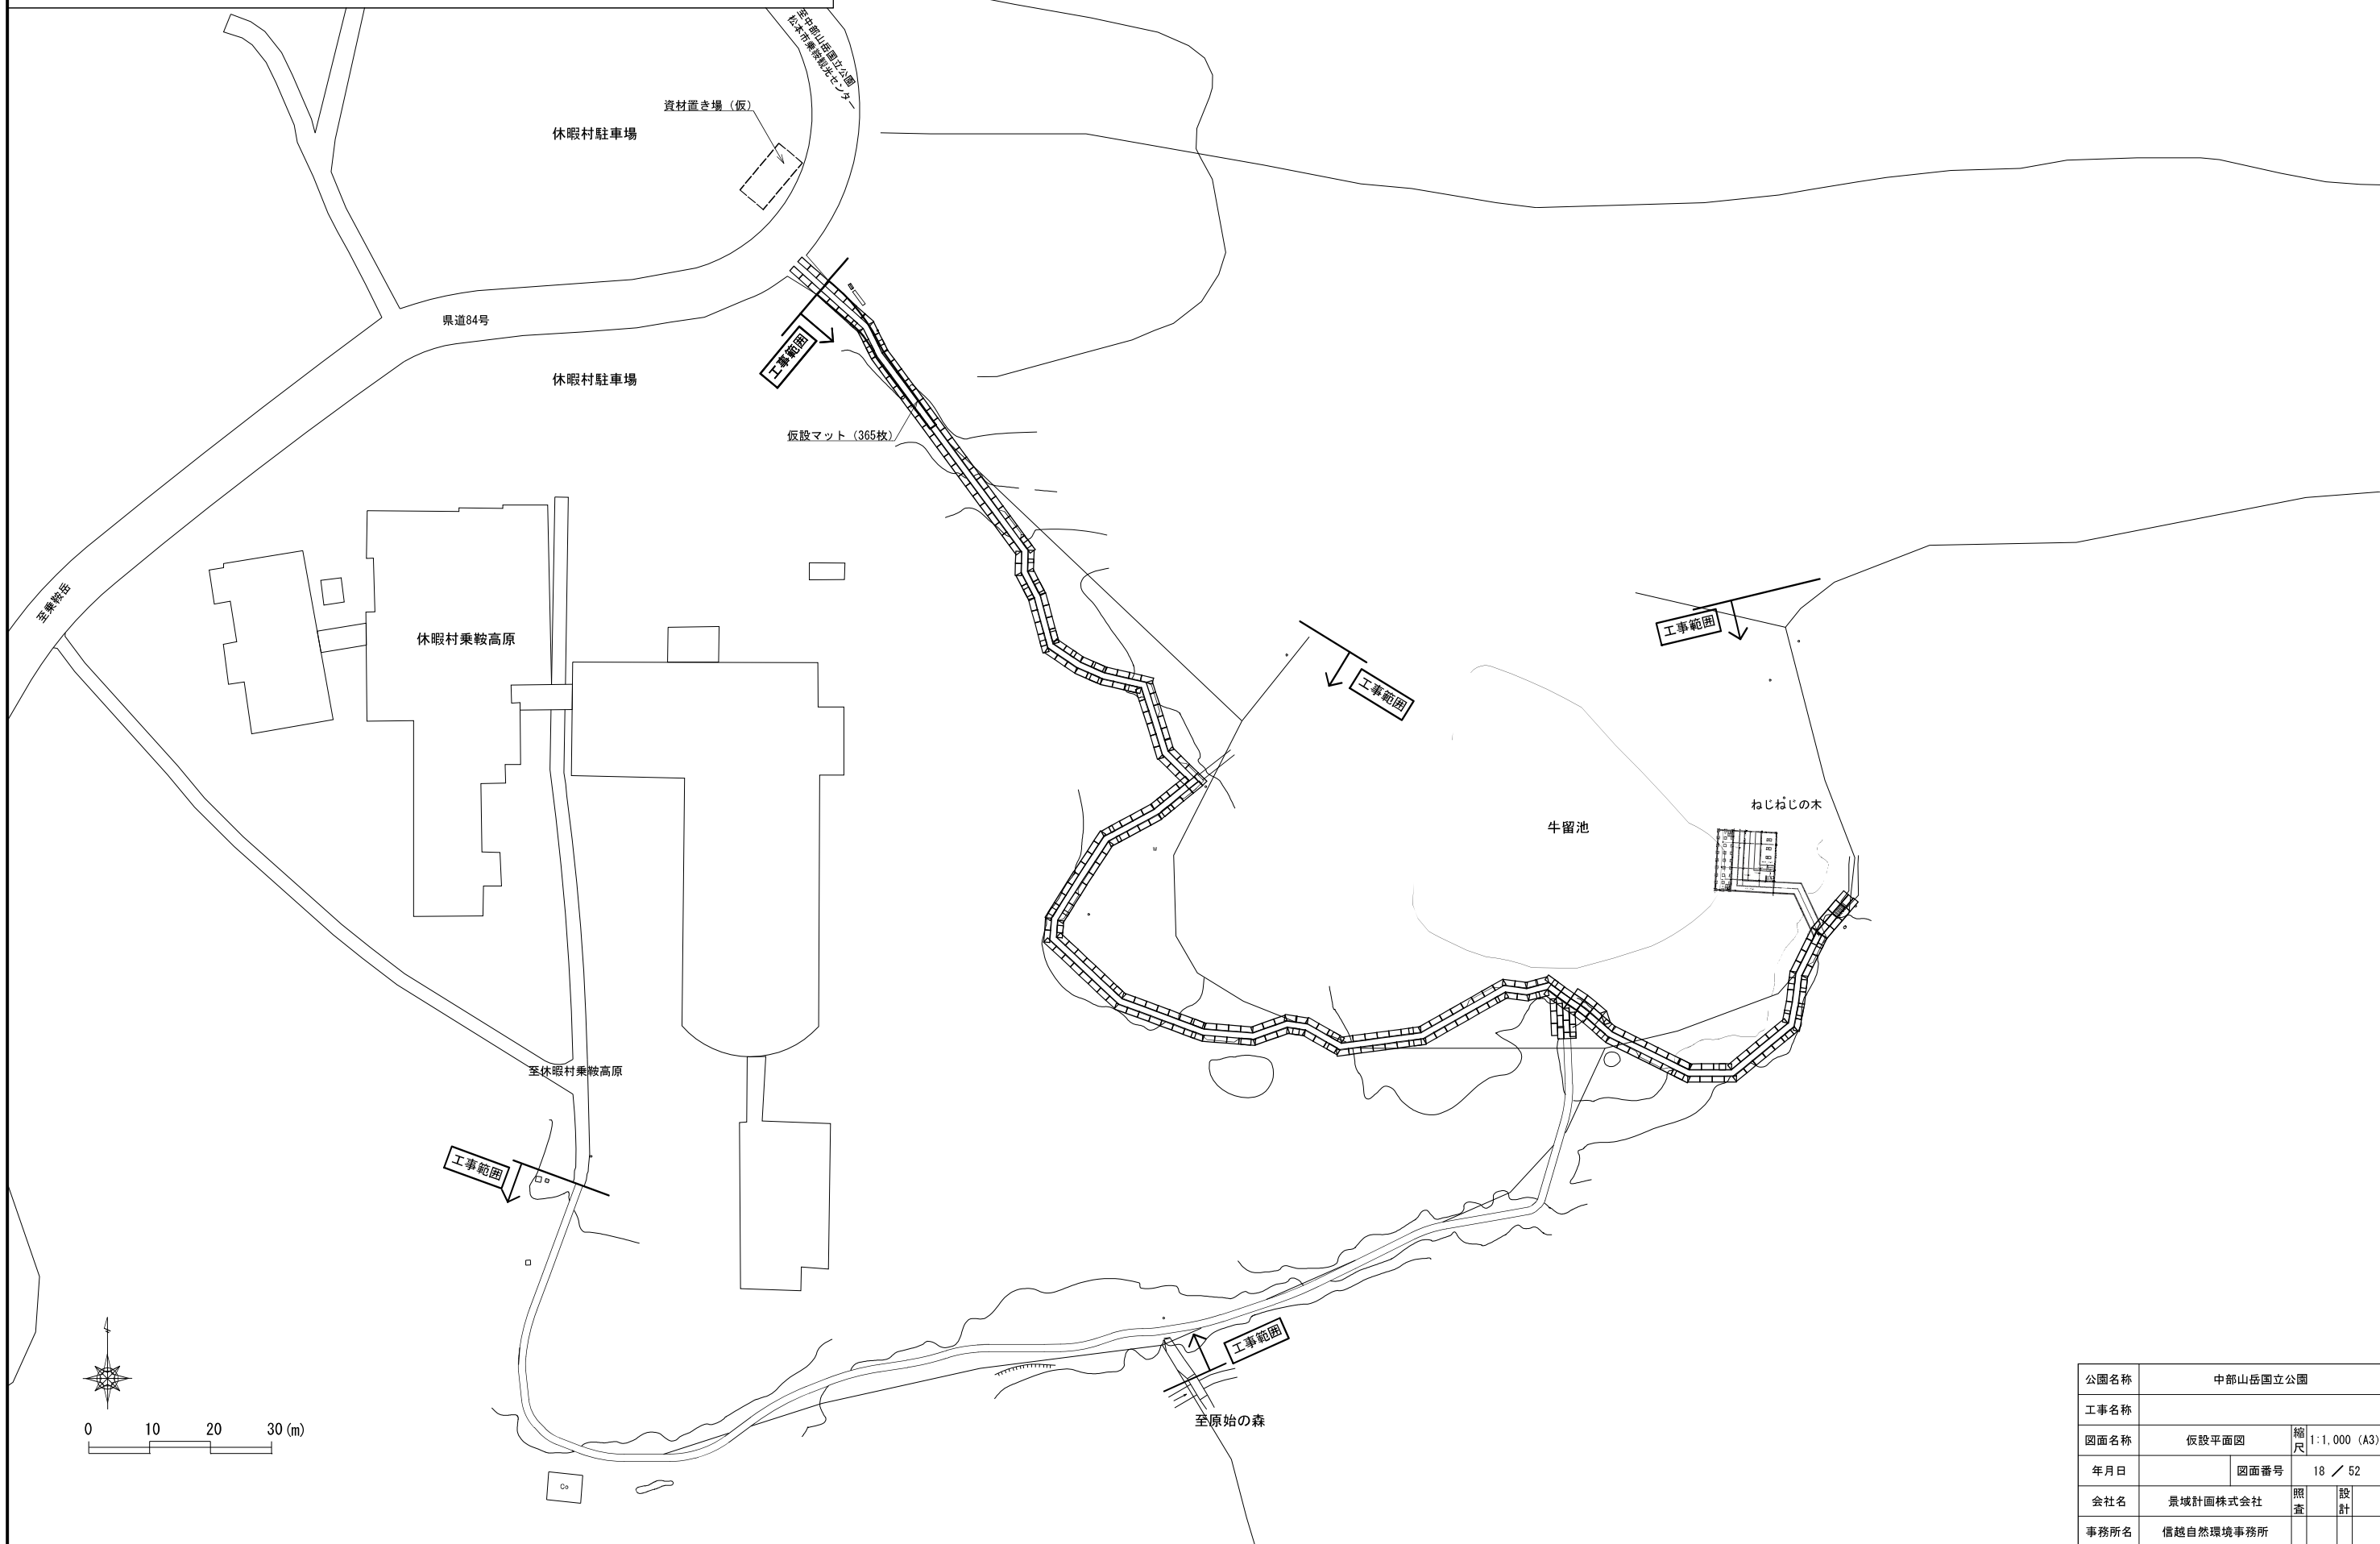 至中部山岳国立公園
松本市乗鞍観光センター
資材置き場（仮）
休暇村駐車場
県道84号
工事範囲
休暇村駐車場
仮設マット（365枚）
至乗鞍岳
休暇村乗鞍高原
工事範囲
工事範囲
ねじねじの木
牛留池
至休暇村乗鞍高原
工事範囲
工事範囲
至原始の森
0 10 20 30(m)
Co
公園名称 中部山岳国立公園
工事名称
図面名称 仮設平面図 縮尺 1:1,000（A3)
年月日 図面番号 18 ／ 52
会社名 景域計画株式会社 照査 設計
事務所名 信越自然環境事務所